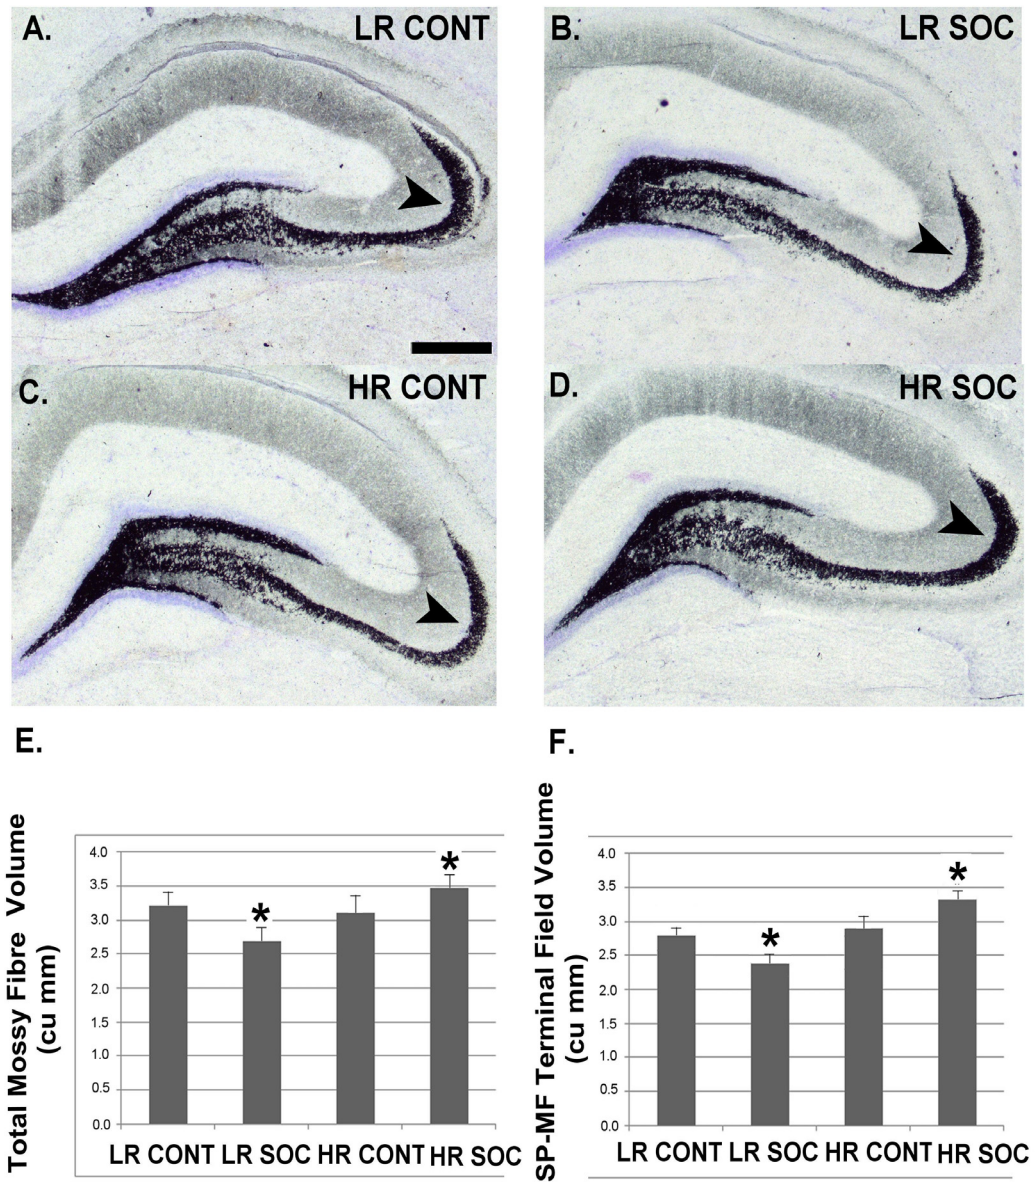 A. LR CONT
B. LR SOC
C. HR CONT
D. HR SOC
E.
Total Mossy Fibre Volume
(cu mm)
4.0
3.5
3.0
2.5
2.0
1.5
1.0
0.5
0.0
*
*
LR CONT LR SOC HR CONT HR SOC
F.
SP-MF Terminal Field Volume
(cu mm)
4.0
3.5
3.0
2.5
2.0
1.5
1.0
0.5
0.0
*
*
LR CONT LR SOC HR CONT HR SOC